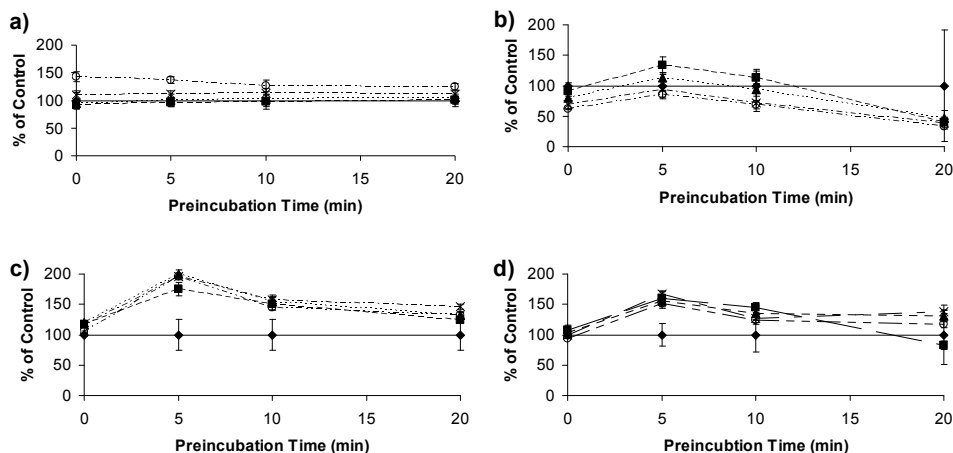 a)
200
150
100
50
0
% of Control
0 5 10 15 20
Preincubation Time (min)
b)
200
150
100
50
0
% of Control
0 5 10 15 20
Preincubation Time (min)
c)
200
150
100
50
0
% of Control
0 5 10 15 20
Preincubation Time (min)
d)
200
150
100
50
0
% of Control
0 5 10 15 20
Preincubtion Time (min)